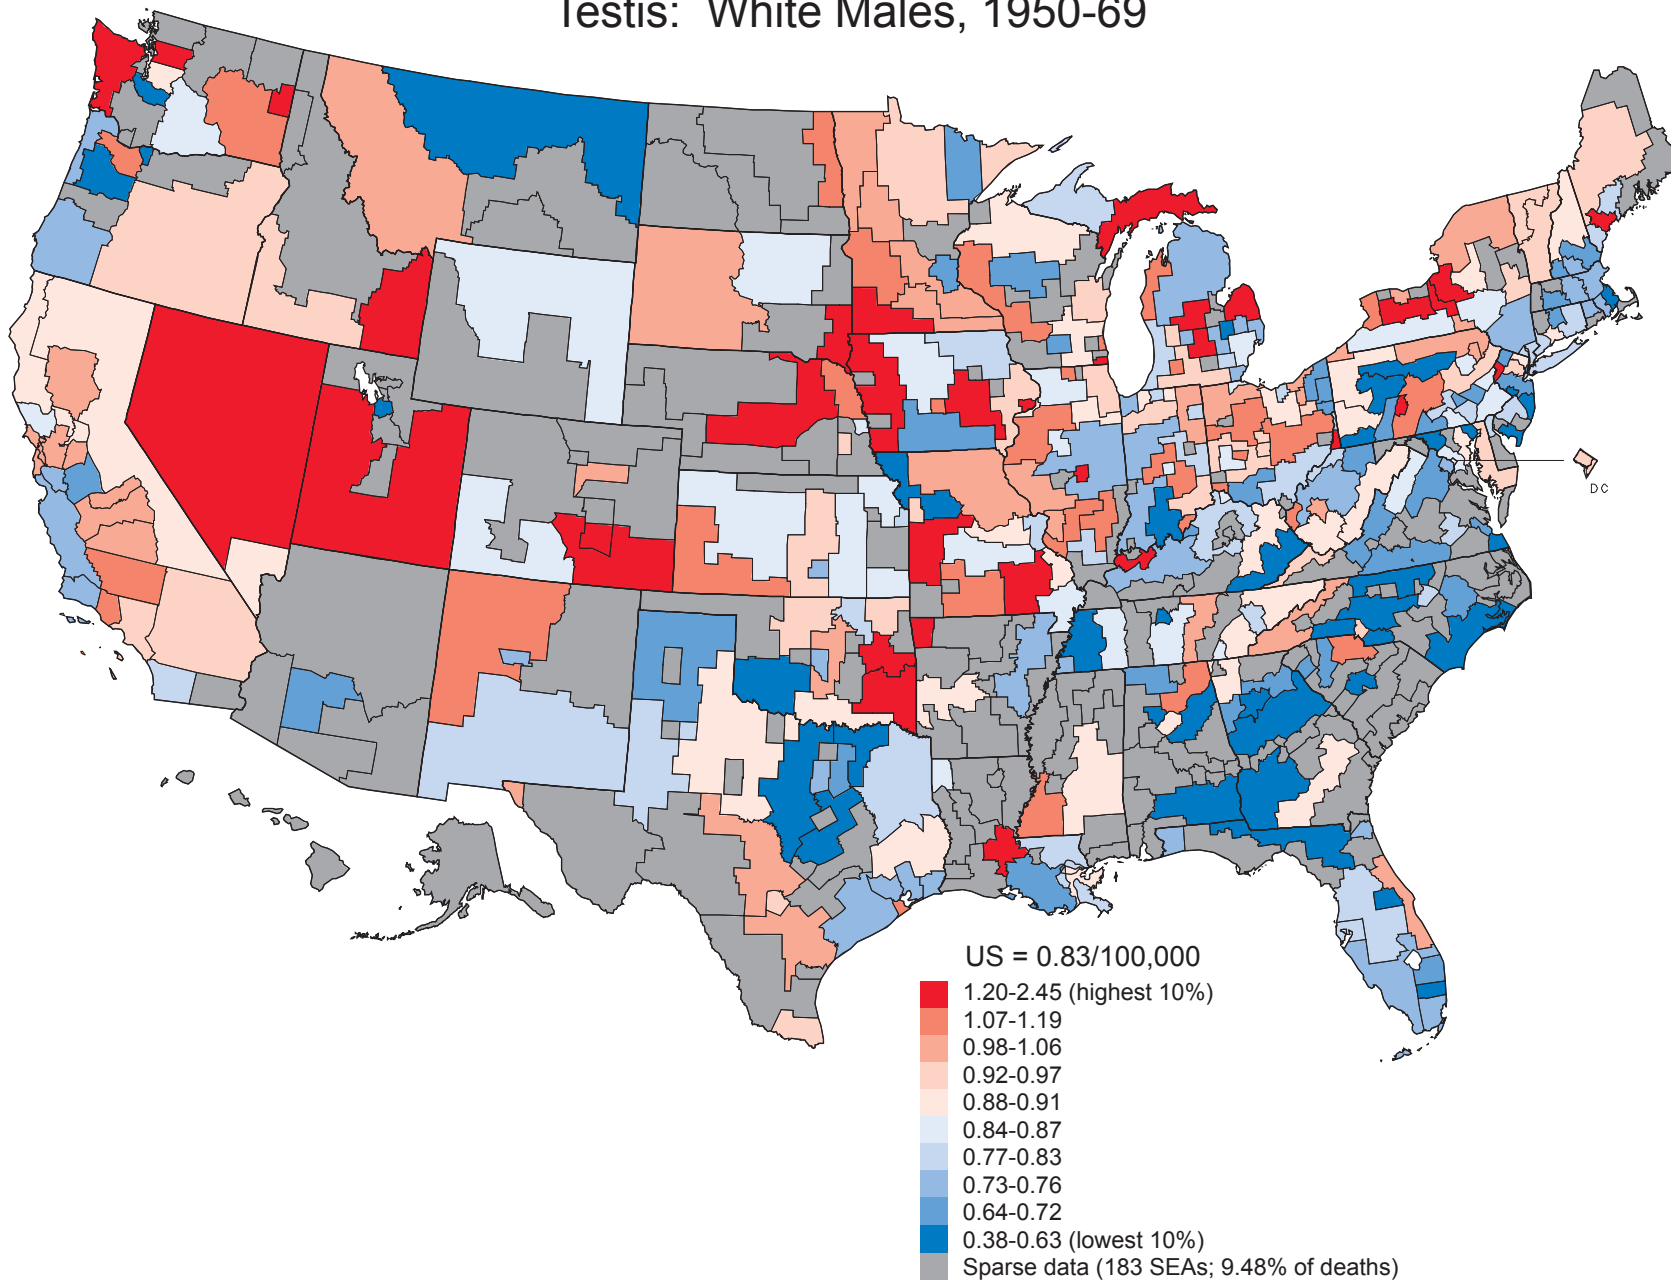 Testis: White Males, 1950-69
DC
US = 0.83/100,000
1.20-2.45 (highest 10%)
1.07-1.19
0.98-1.06
0.92-0.97
0.88-0.91
0.84-0.87
0.77-0.83
0.73-0.76
0.64-0.72
0.38-0.63 (lowest 10%)
Sparse data (183 SEAs; 9.48% of deaths)